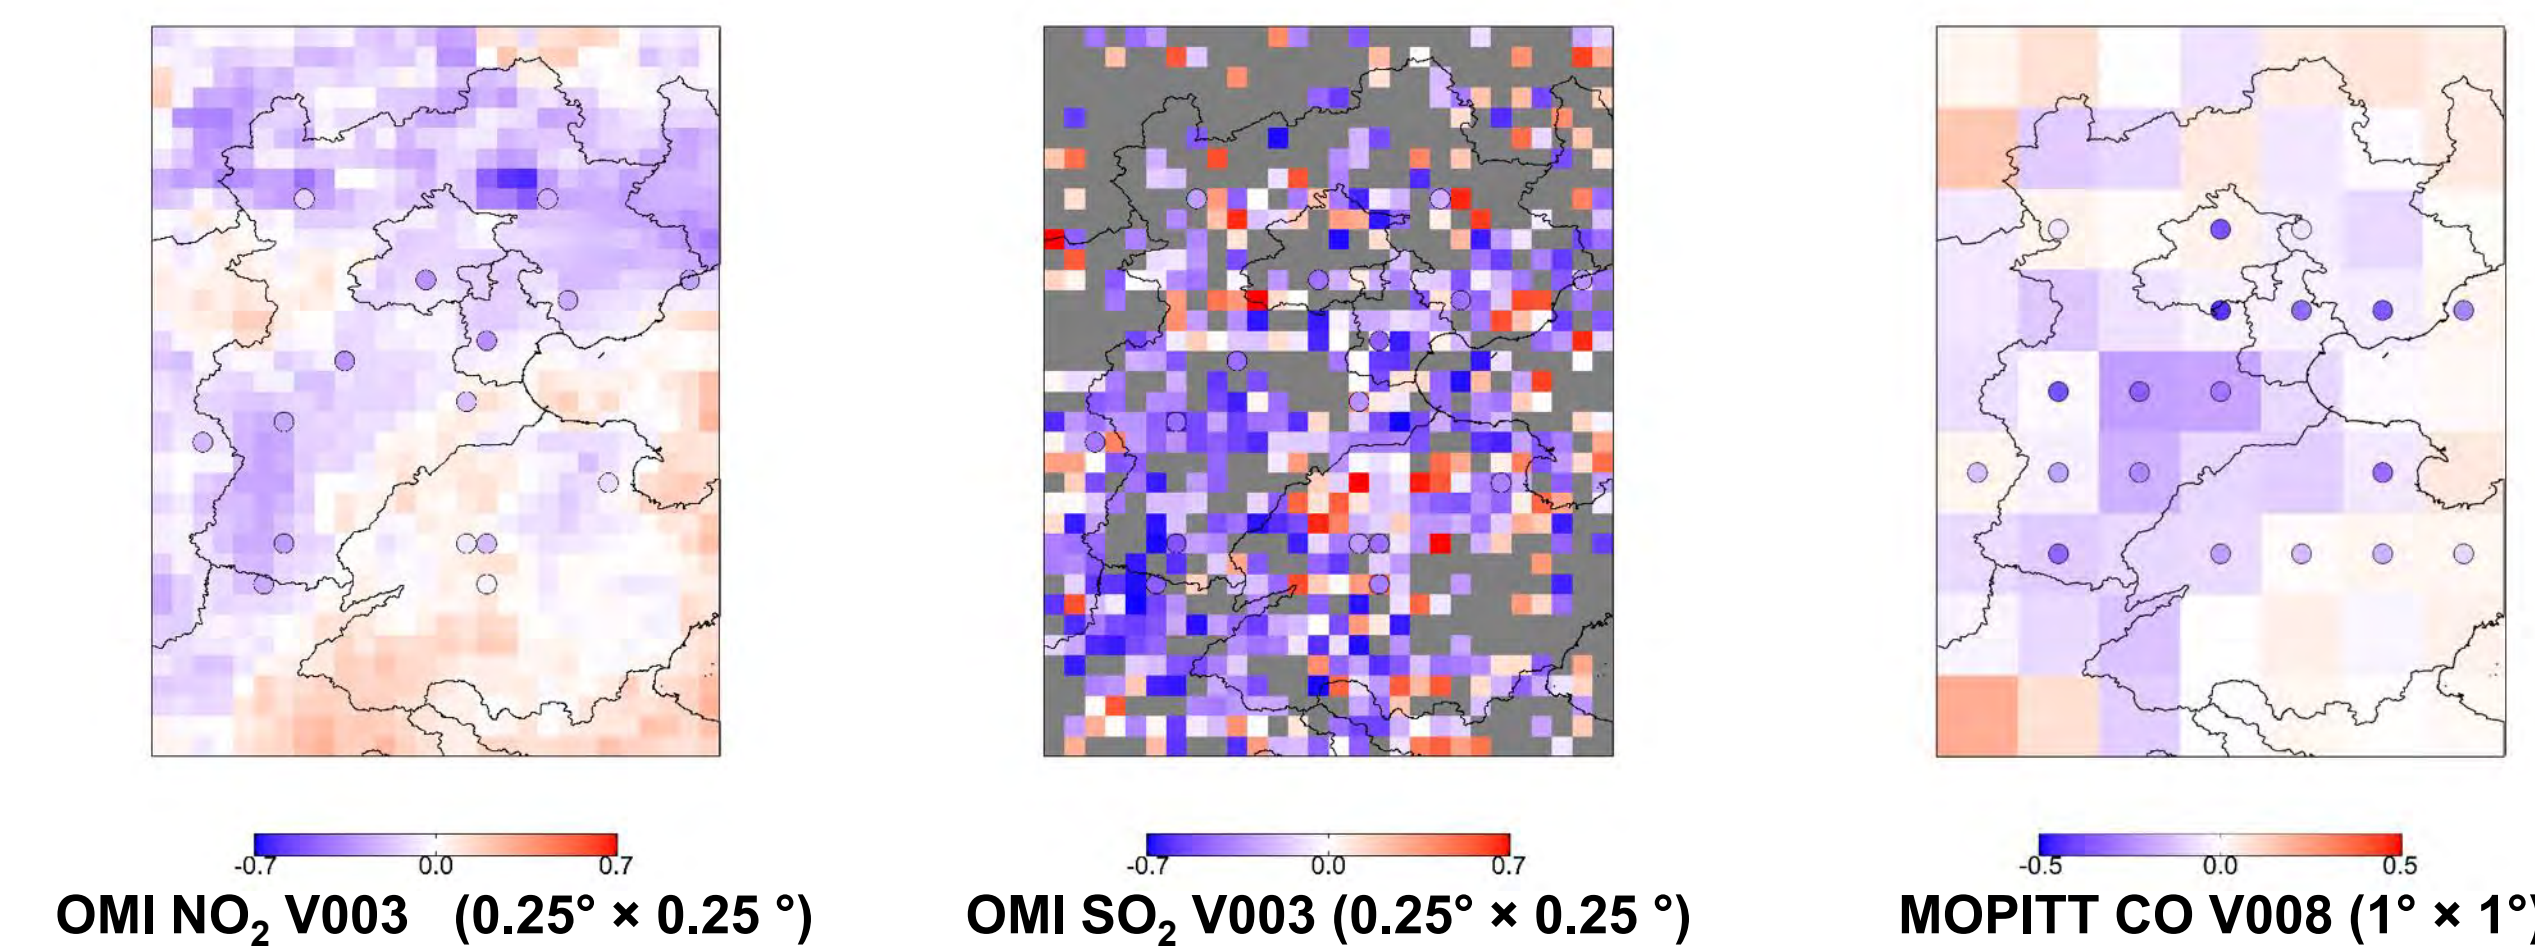 -0.7 0.0 0.7
-0.7 0.0 0.7
-0.5 0.0 0.5
OMI NO₂ V003 (0.25° × 0.25 °)
OMI SO₂ V003 (0.25° × 0.25 °)
MOPITT CO V008 (1° × 1°)